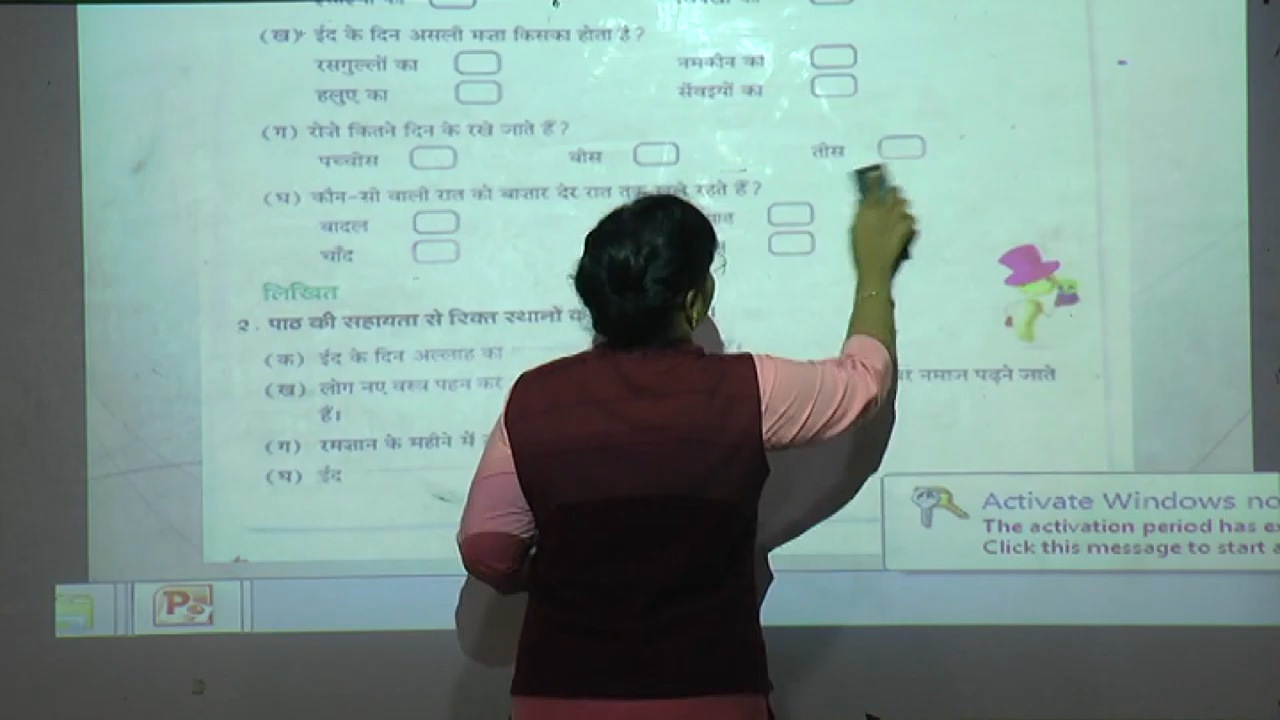 (ख) ईद के दिन असली मज़ा किसका होता है?
रसगुल्लों का नमकीन का
हलुए का सेंवइयों का
(ग) रोज़े कितने दिन के रखे जाते हैं?
पच्चीस बीस तीस
(घ) कौन-सी वाली रात को बाज़ार देर रात तक खुले रहते हैं?
बादल
चाँद
लिखित
२. पाठ की सहायता से रिक्त स्थानों
(क) ईद के दिन अल्लाह का
(ख) लोग नए वस्त्र पहन कर नमाज़ पढ़ने जाते
हैं।
(ग) रमज़ान के महीने में
(घ) ईद
Activate Windows no
The activation period has
Click this message to start